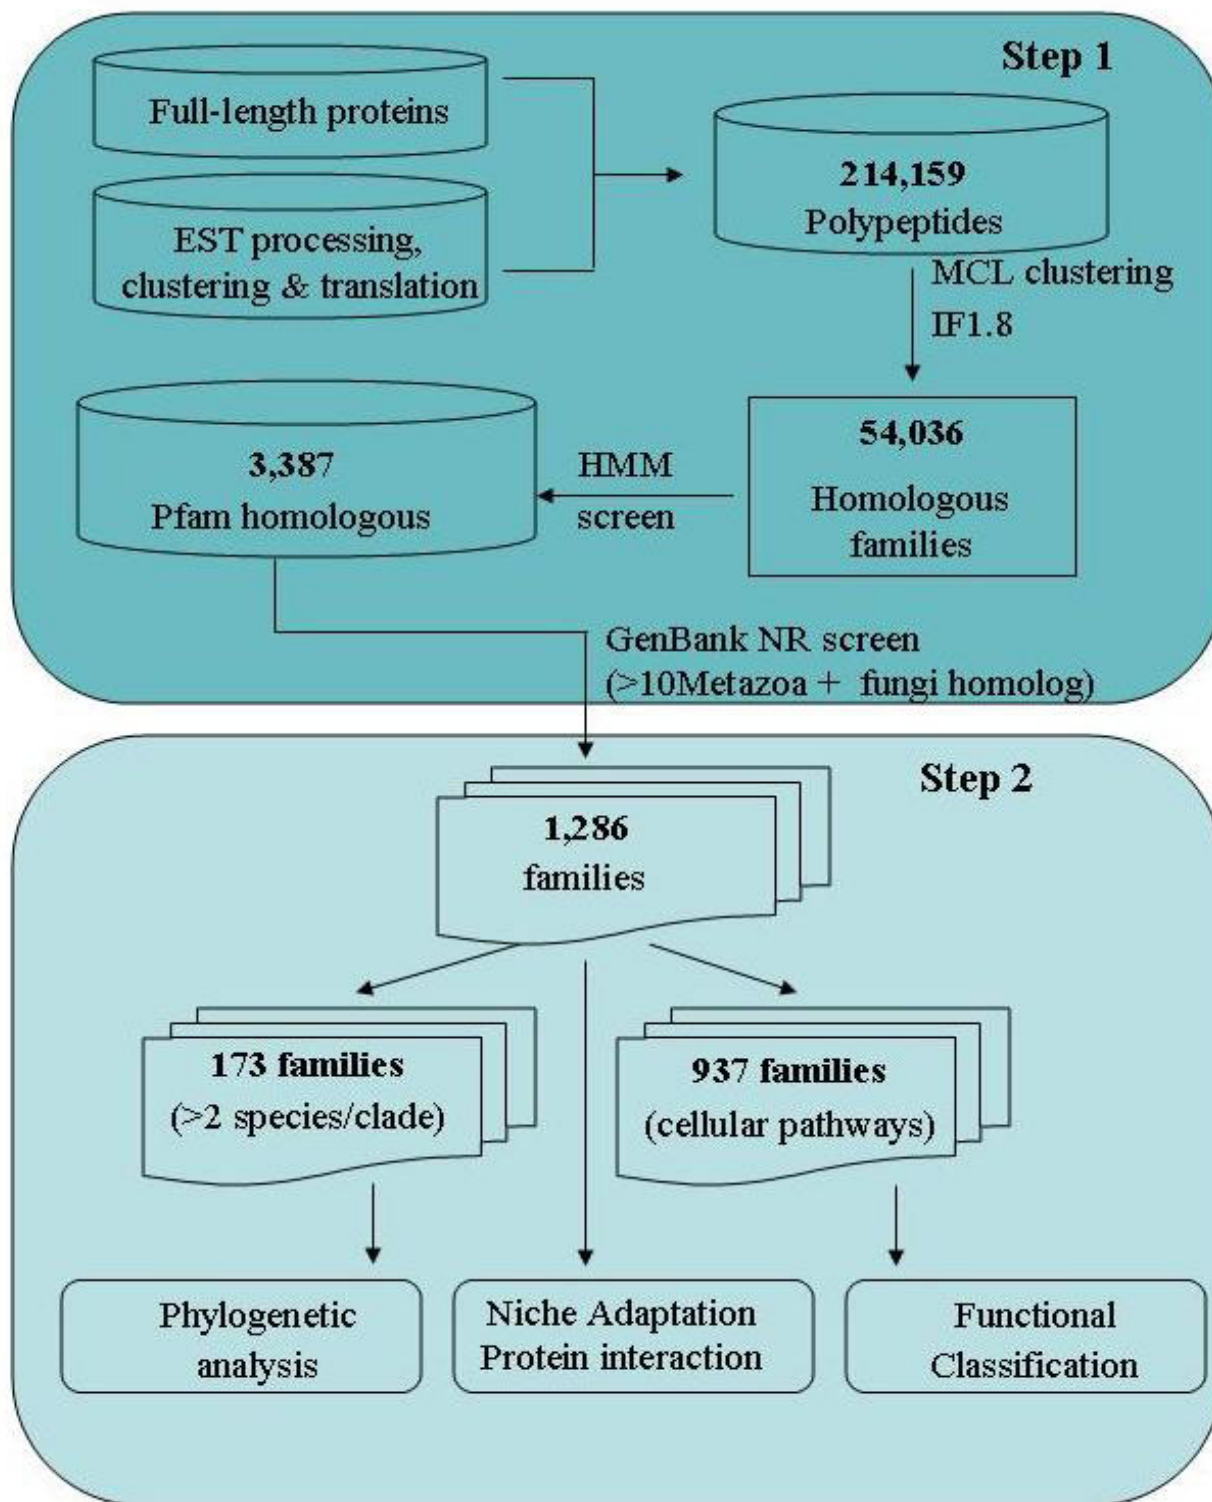 Step 1
Full-length proteins
EST processing,
clustering & translation
214,159
Polypeptides
MCL clustering
IF1.8
54,036
Homologous
families
HMM
screen
3,387
Pfam homologous
GenBank NR screen
(>10Metazoa + fungi homolog)
Step 2
1,286
families
173 families
(>2 species/clade)
937 families
(cellular pathways)
Phylogenetic
analysis
Niche Adaptation
Protein interaction
Functional
Classification